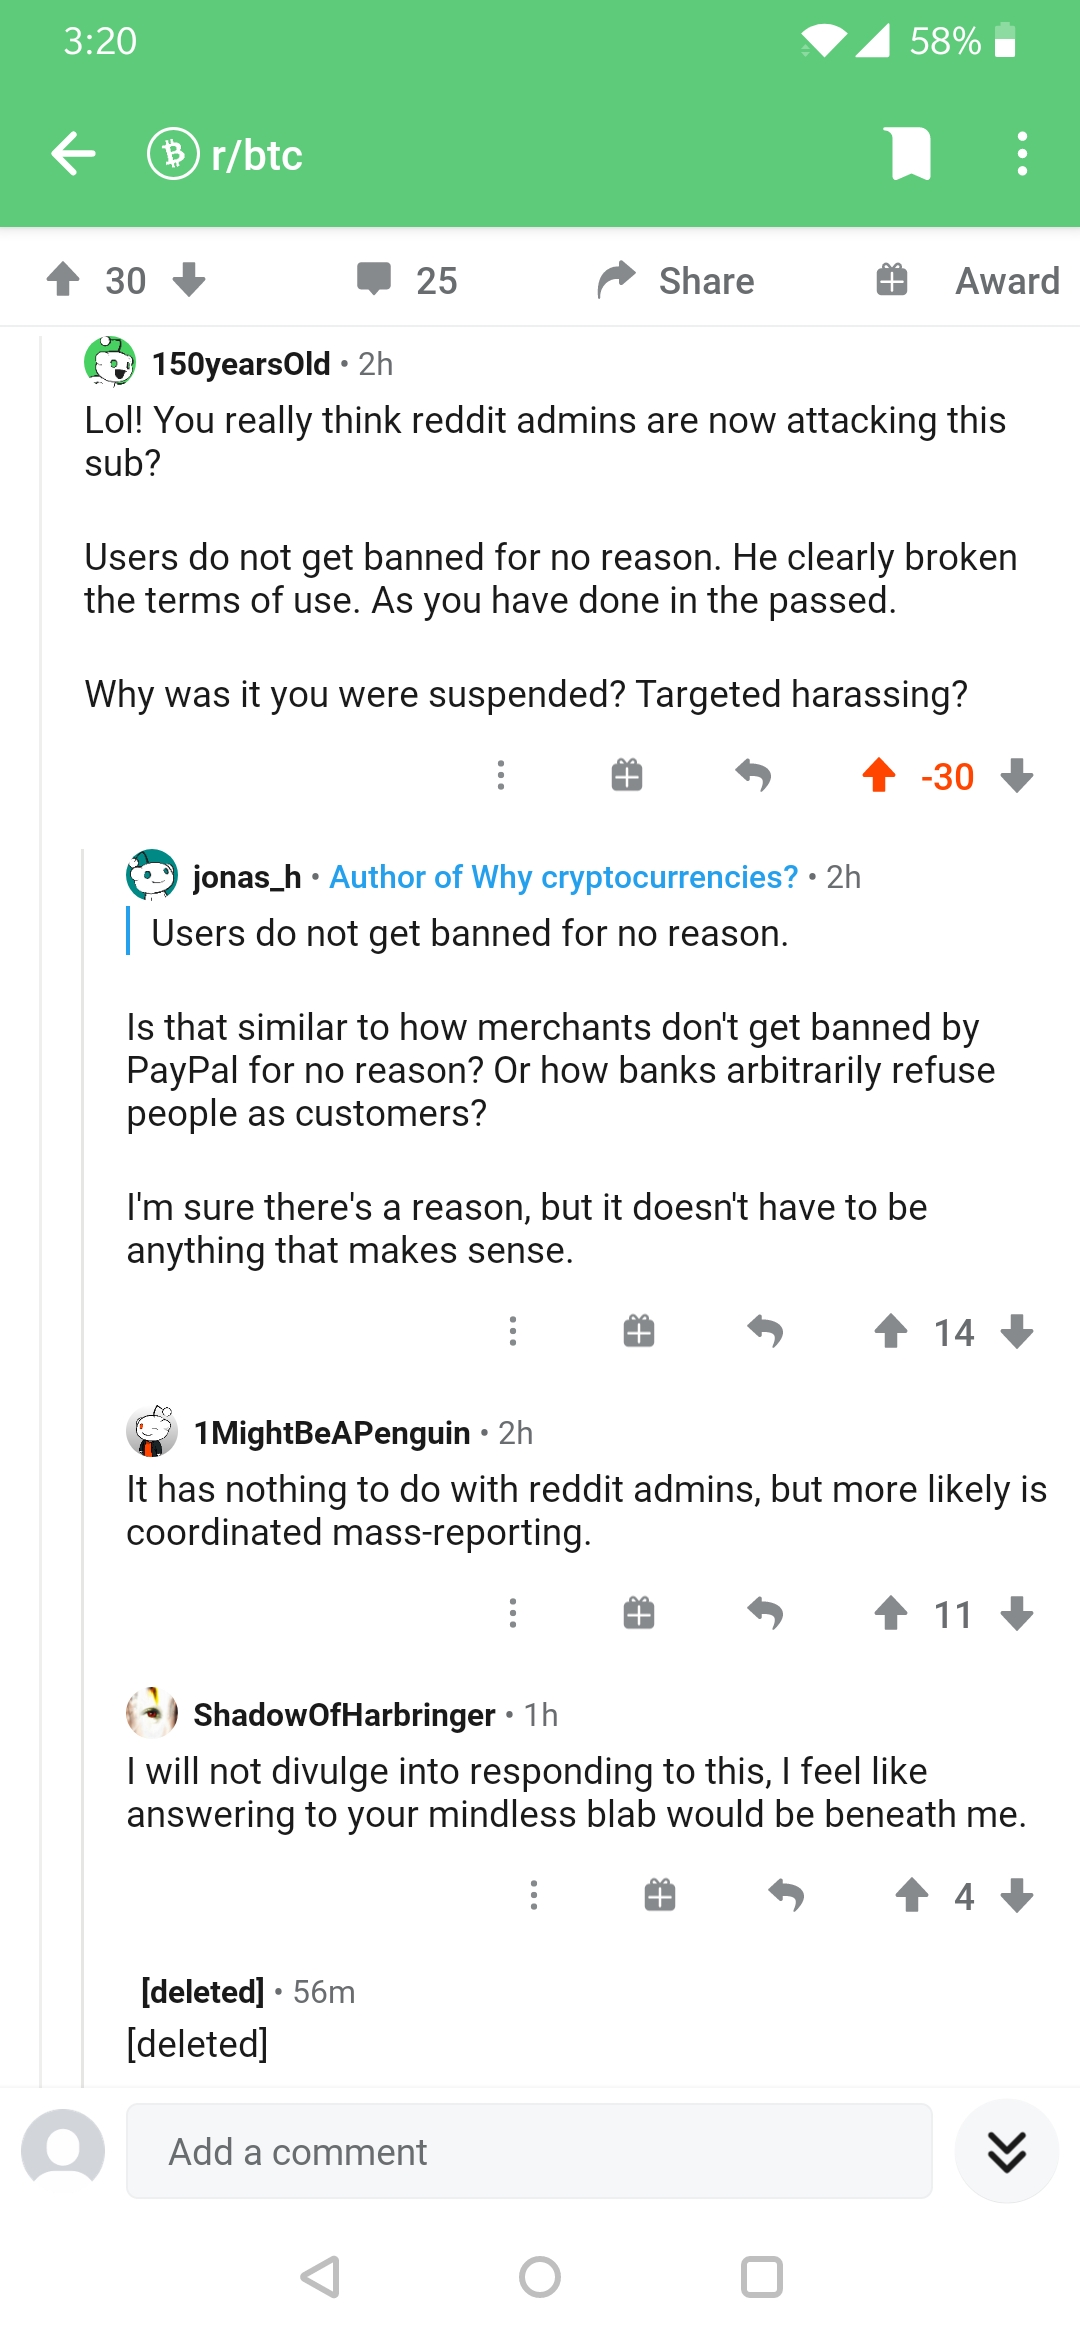 3:20
58%
r/btc
30
25
Share
Award
150yearsOld • 2h
Lol! You really think reddit admins are now attacking this
sub?
Users do not get banned for no reason. He clearly broken
the terms of use. As you have done in the passed.
Why was it you were suspended? Targeted harassing?
-30
jonas_h • Author of Why cryptocurrencies? • 2h
Users do not get banned for no reason.
Is that similar to how merchants don't get banned by
PayPal for no reason? Or how banks arbitrarily refuse
people as customers?
I'm sure there's a reason, but it doesn't have to be
anything that makes sense.
14
1MightBeAPenguin • 2h
It has nothing to do with reddit admins, but more likely is
coordinated mass-reporting.
11
ShadowOfHarbringer • 1h
I will not divulge into responding to this, I feel like
answering to your mindless blab would be beneath me.
4
[deleted] • 56m
[deleted]
Add a comment